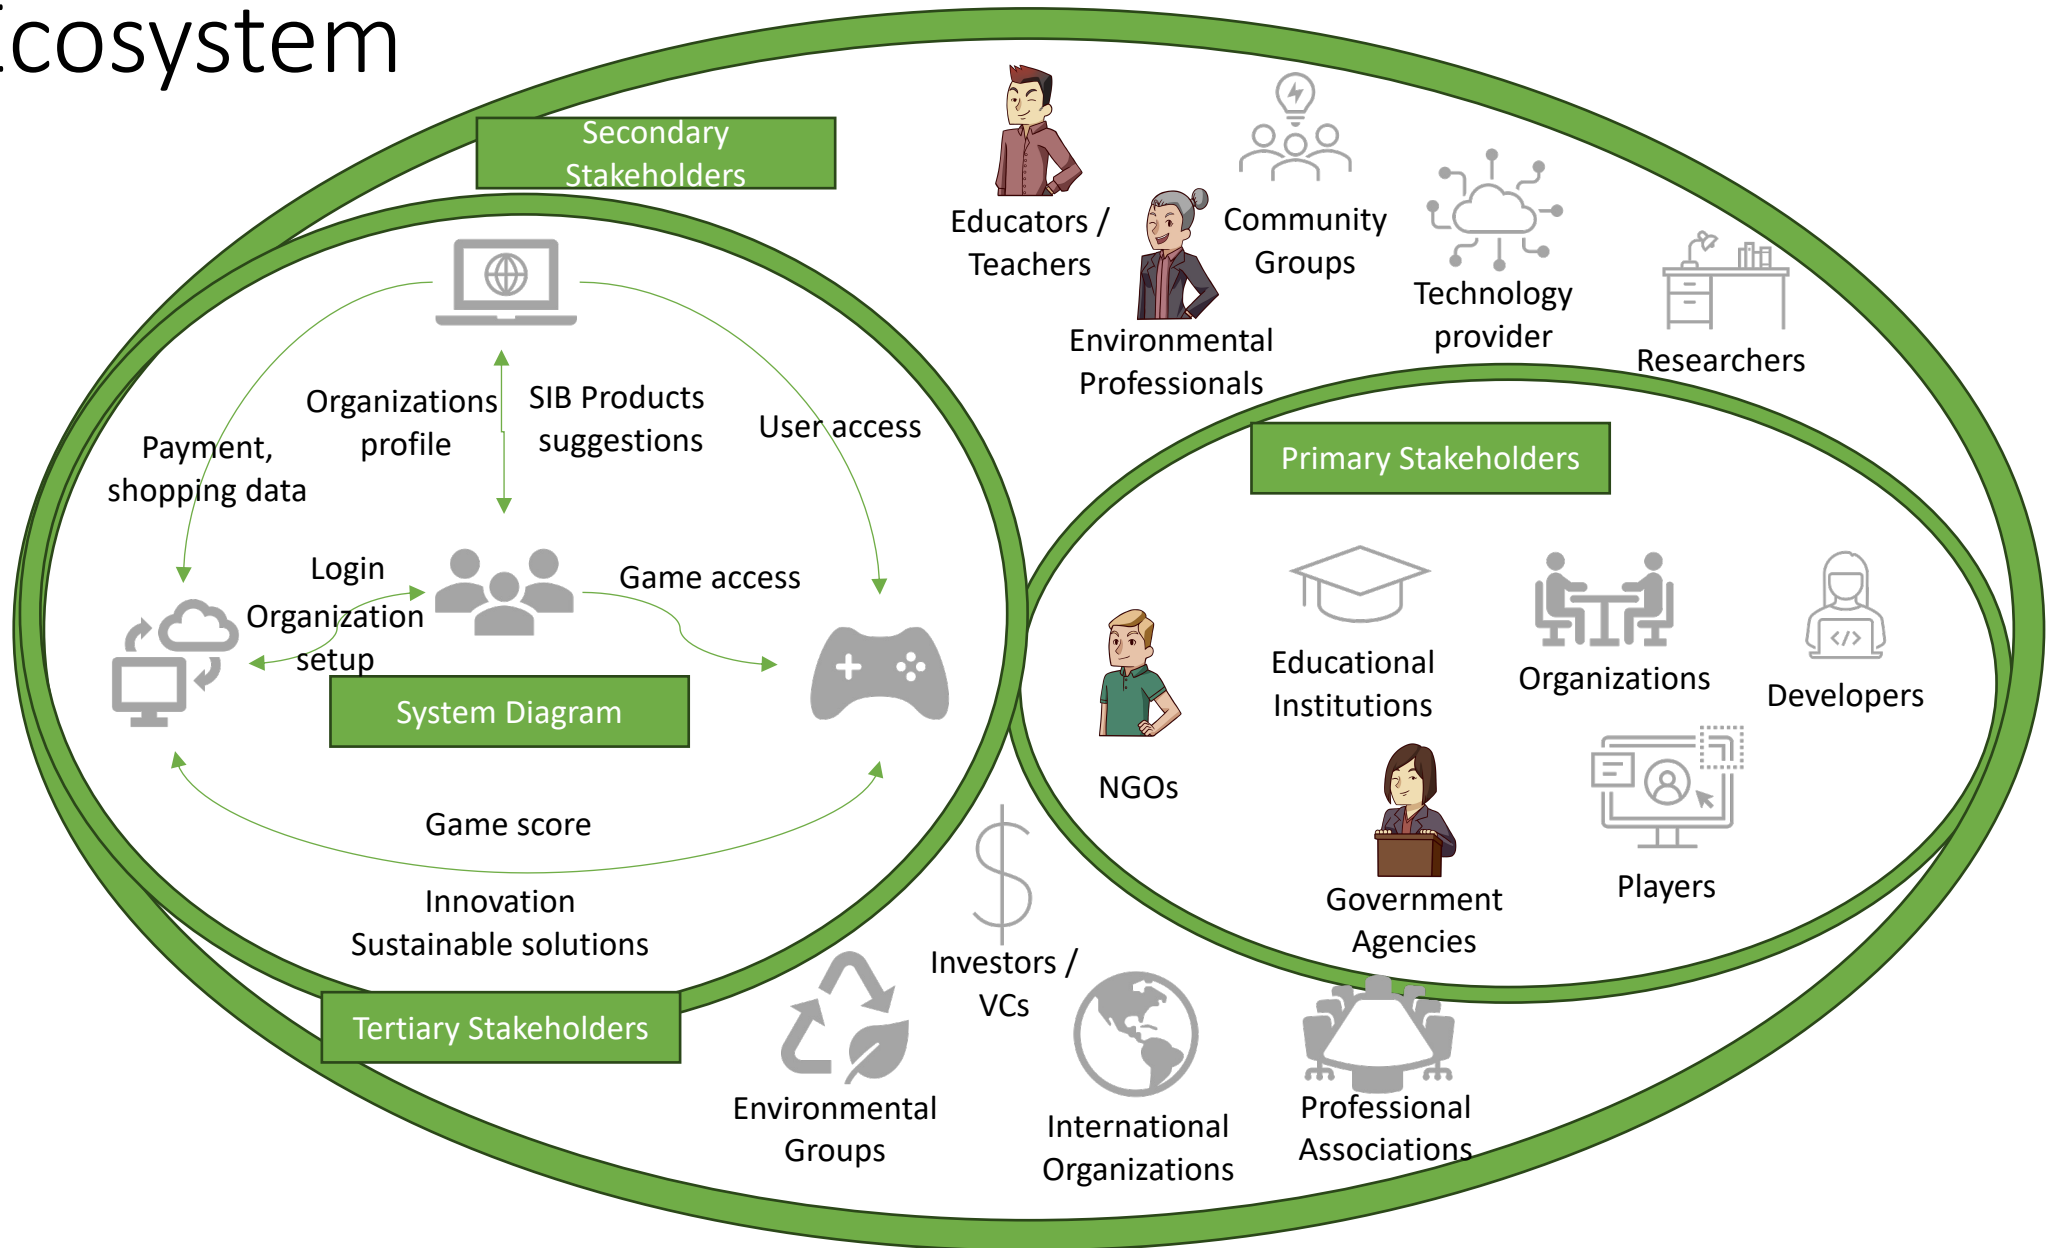 Ecosystem
Secondary
Stakeholders
Educators /
Teachers
Community
Groups
Environmental
Professionals
Technology
provider
Researchers
Organizations
profile
SIB Products
suggestions
User access
Payment,
shopping data
Login
Organization
setup
Game access
System Diagram
Game score
Innovation
Sustainable solutions
Primary Stakeholders
Educational
Institutions
Organizations
Developers
NGOs
Government
Agencies
Players
Tertiary Stakeholders
Investors /
VCs
Environmental
Groups
International
Organizations
Professional
Associations